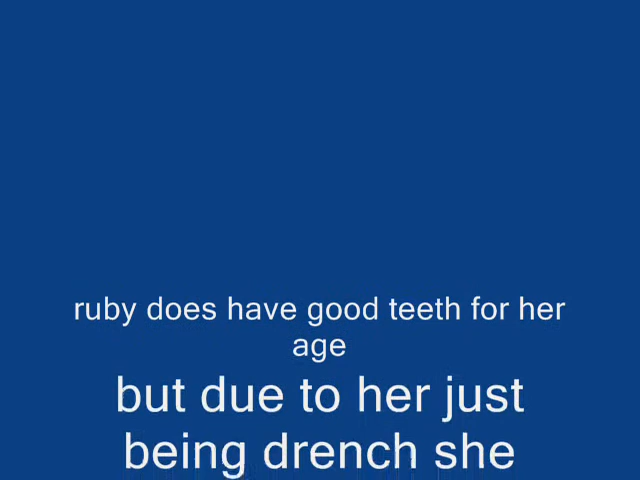 ruby does have good teeth for her
age
but due to her just
being drench she